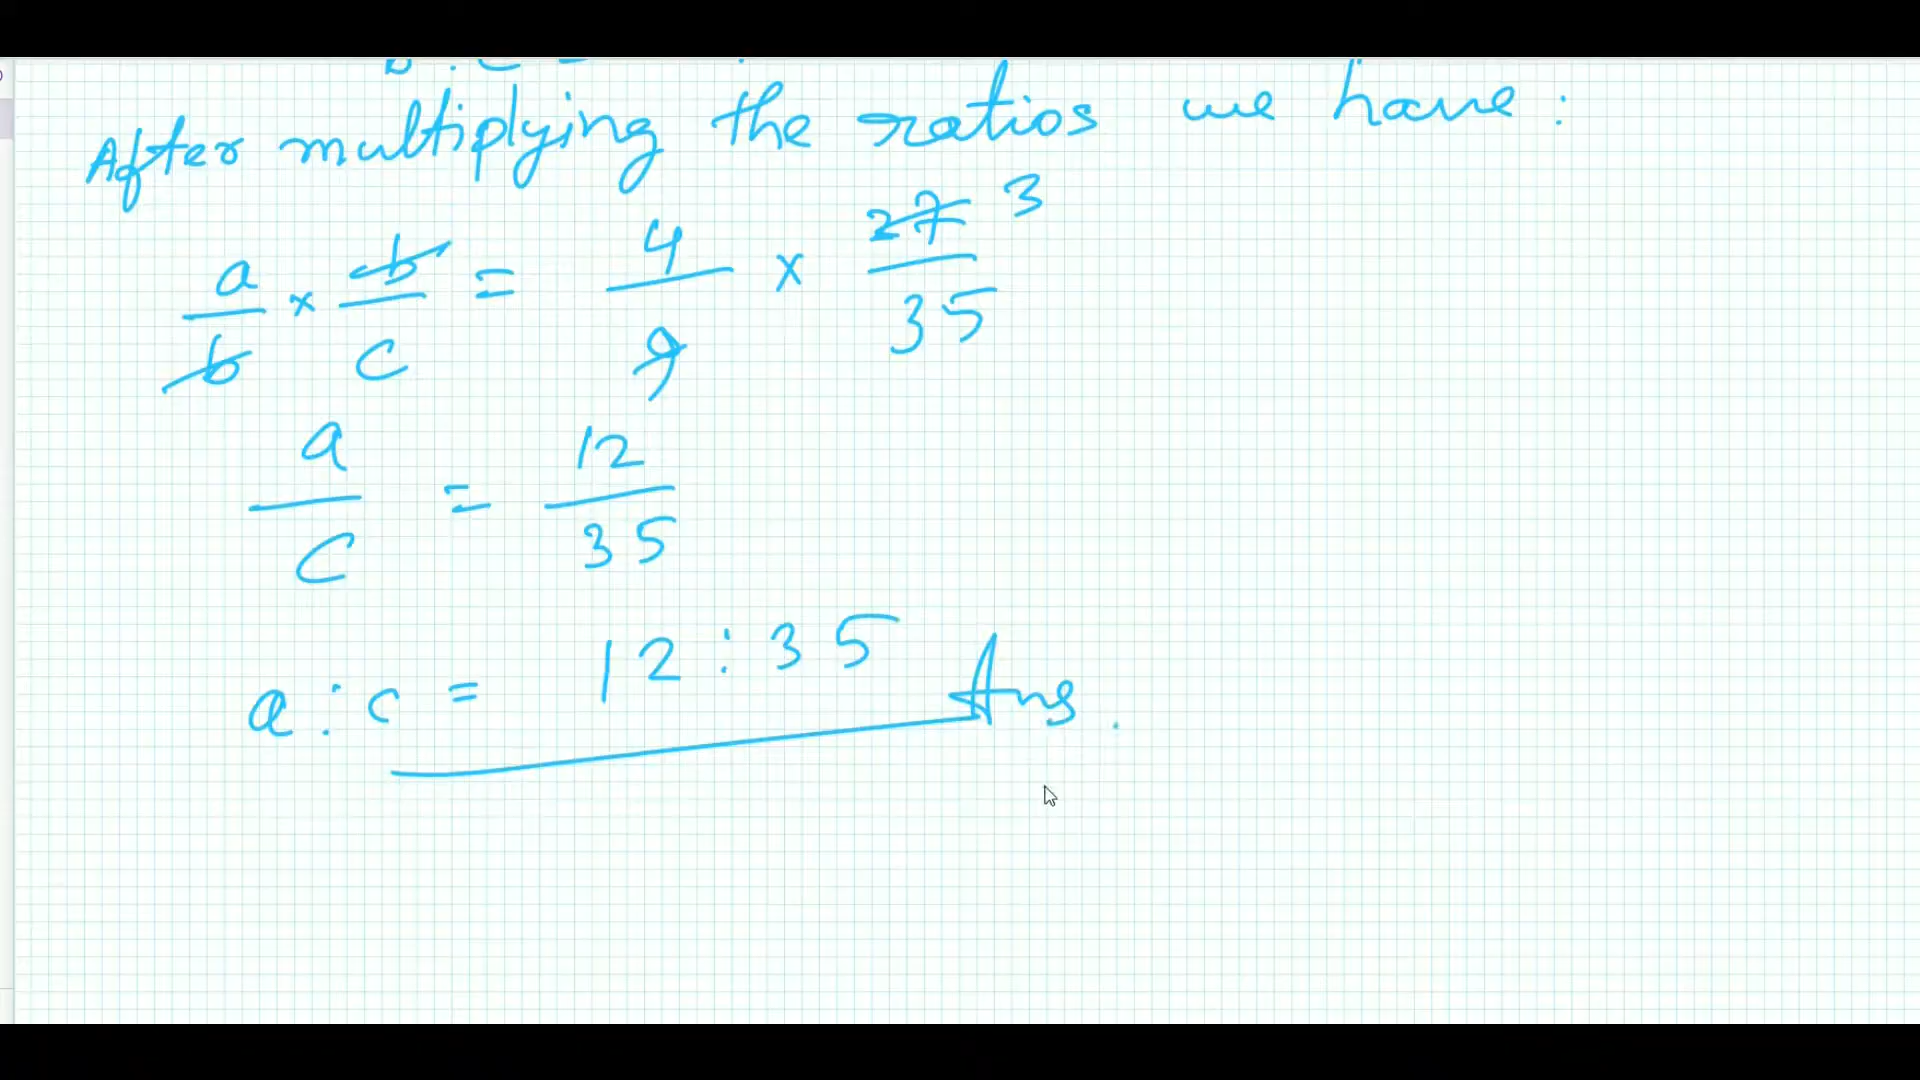 b : c =
After multiplying the ratios we have :
a/b × b/c = 4/9 × 27/35 3
a/c = 12/35
a : c = 12 : 35 Ans.